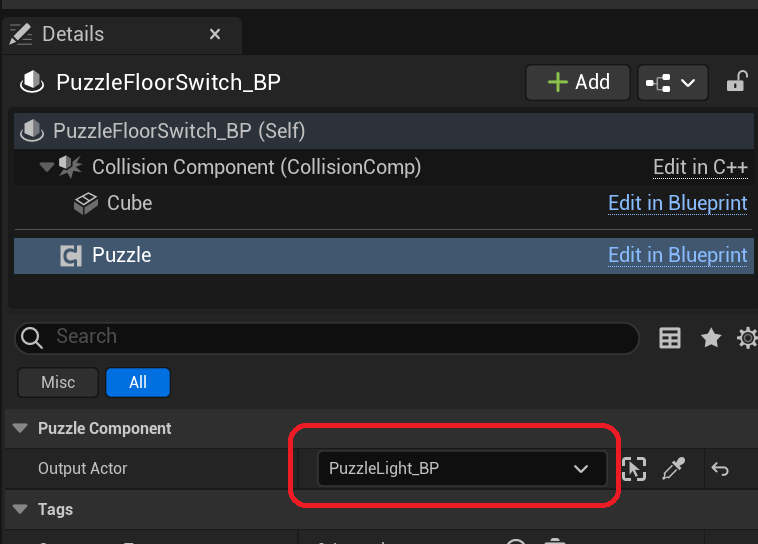 Details
PuzzleFloorSwitch_BP
Add
PuzzleFloorSwitch_BP (Self)
Collision Component (CollisionComp) Edit in C++
Cube Edit in Blueprint
Puzzle Edit in Blueprint
Search
Misc All
Puzzle Component
Output Actor PuzzleLight_BP
Tags